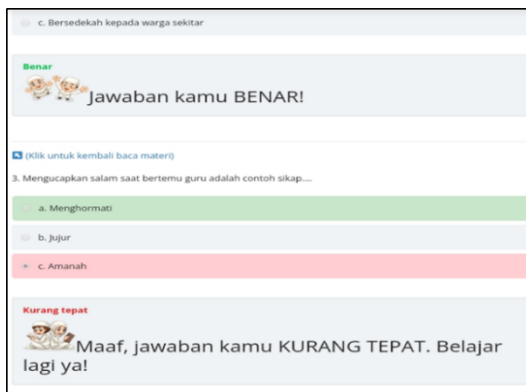 c. Bersedekah kepada warga sekitar
Benar
Jawaban kamu BENAR!
(Klik untuk kembali baca materi)
3. Mengucapkan salam saat bertemu guru adalah contoh sikap....
a. Menghormati
b. Jujur
c. Amanah
Kurang tepat
Maaf, jawaban kamu KURANG TEPAT. Belajar
lagi ya!